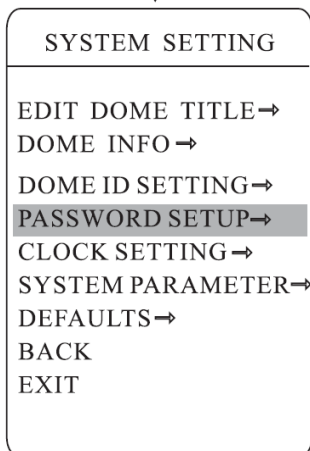 SYSTEM SETTING
EDIT DOME TITLE→
DOME INFO→
DOME ID SETTING→
PASSWORD SETUP→
CLOCK SETTING→
SYSTEM PARAMETER→
DEFAULTS→
BACK
EXIT